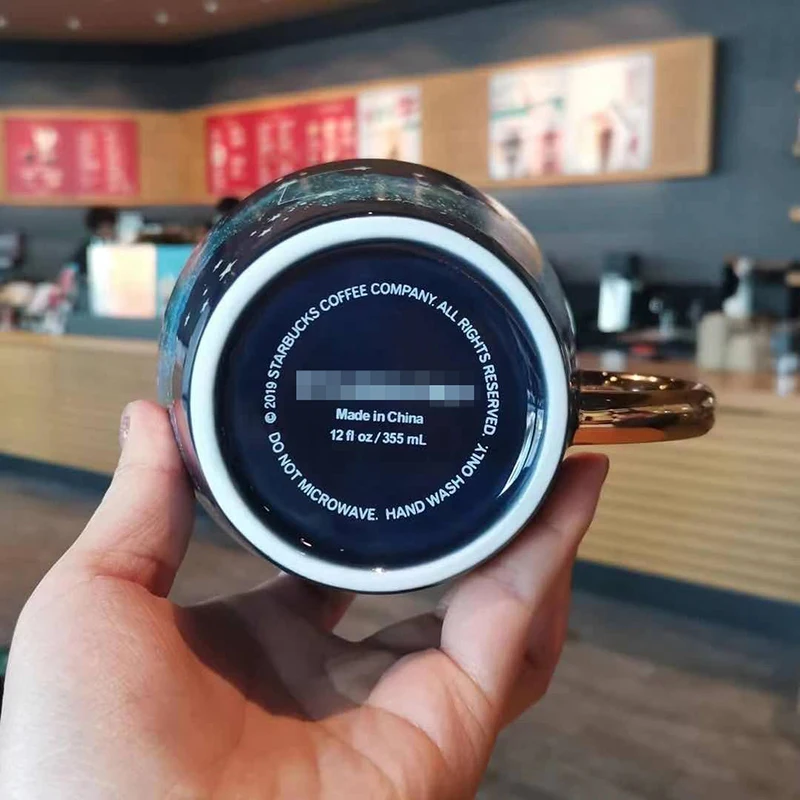 © 2019 STARBUCKS COFFEE COMPANY. ALL RIGHTS RESERVED.
Made in China
12 fl oz / 355 mL
DO NOT MICROWAVE. HAND WASH ONLY.